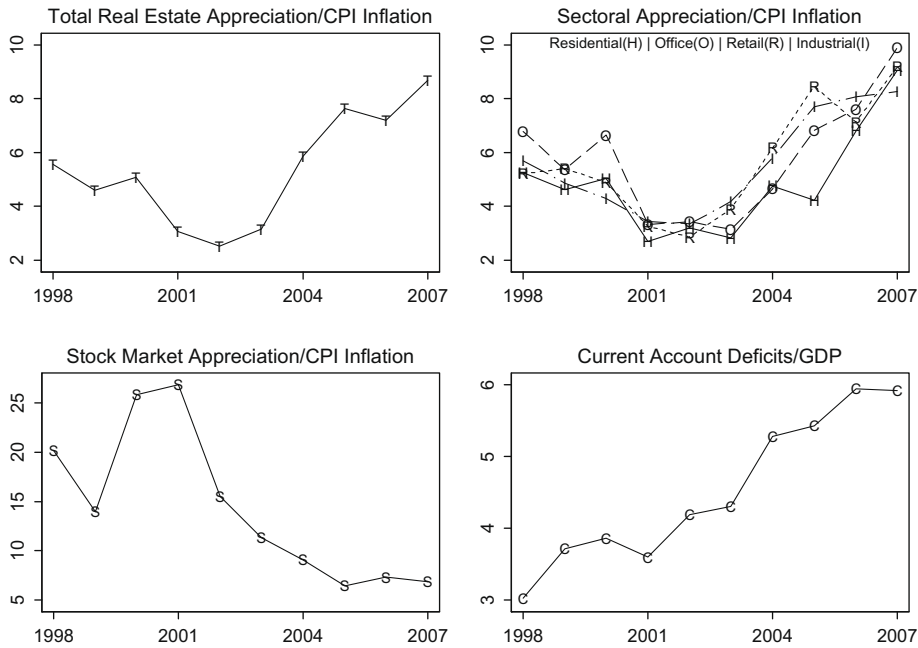 Total Real Estate Appreciation/CPI Inflation
10
8
6
4
2
T T T T T T T T T T
1998 2001 2004 2007
Sectoral Appreciation/CPI Inflation
Residential(H) | Office(O) | Retail(R) | Industrial(I)
10
8
6
4
2
H H H H H H H H H H
O O O O O O O O O O
R R R R R R R R R R
I I I I I I I I I I
1998 2001 2004 2007
Stock Market Appreciation/CPI Inflation
25
20
15
10
5
S S S S S S S S S S
1998 2001 2004 2007
Current Account Deficits/GDP
6
5
4
3
C C C C C C C C C C
1998 2001 2004 2007